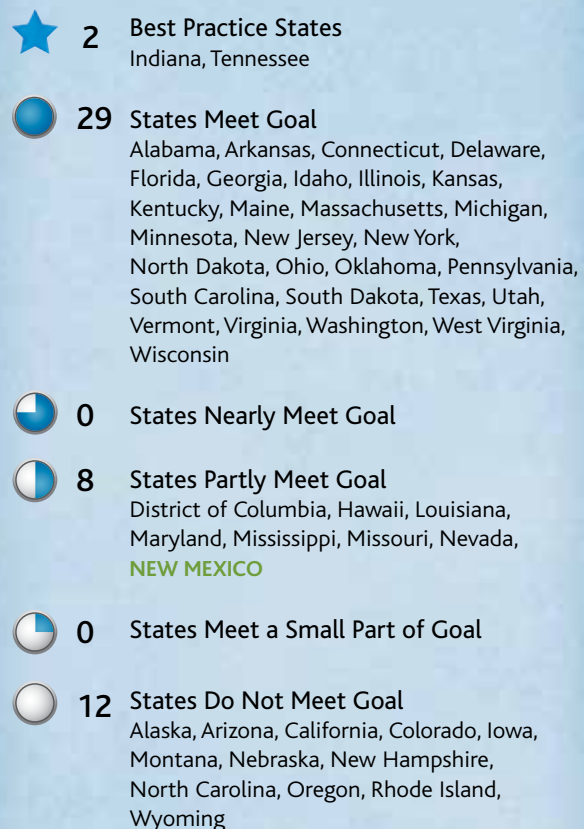 2 Best Practice States
Indiana, Tennessee
29 States Meet Goal
Alabama, Arkansas, Connecticut, Delaware,
Florida, Georgia, Idaho, Illinois, Kansas,
Kentucky, Maine, Massachusetts, Michigan,
Minnesota, New Jersey, New York,
North Dakota, Ohio, Oklahoma, Pennsylvania,
South Carolina, South Dakota, Texas, Utah,
Vermont, Virginia, Washington, West Virginia,
Wisconsin
0 States Nearly Meet Goal
8 States Partly Meet Goal
District of Columbia, Hawaii, Louisiana,
Maryland, Mississippi, Missouri, Nevada,
NEW MEXICO
0 States Meet a Small Part of Goal
12 States Do Not Meet Goal
Alaska, Arizona, California, Colorado, Iowa,
Montana, Nebraska, New Hampshire,
North Carolina, Oregon, Rhode Island,
Wyoming